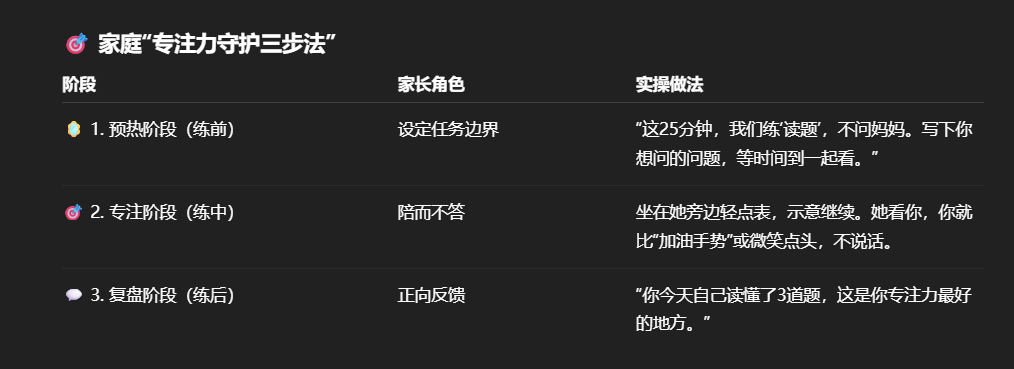 🎯 家庭“专注力守护三步法”
阶段 家长角色 实操做法
1. 预热阶段（练前） 设定任务边界 “这25分钟，我们练‘读题’，不问妈妈。写下你
想问的问题，等时间到一起看。”
🎯 2. 专注阶段（练中） 陪而不答 坐在她旁边轻点表，示意继续。她看你，你就
比“加油手势”或微笑点头，不说话。
💬 3. 复盘阶段（练后） 正向反馈 “你今天自己读懂了3道题，这是你专注力最好
的地方。”